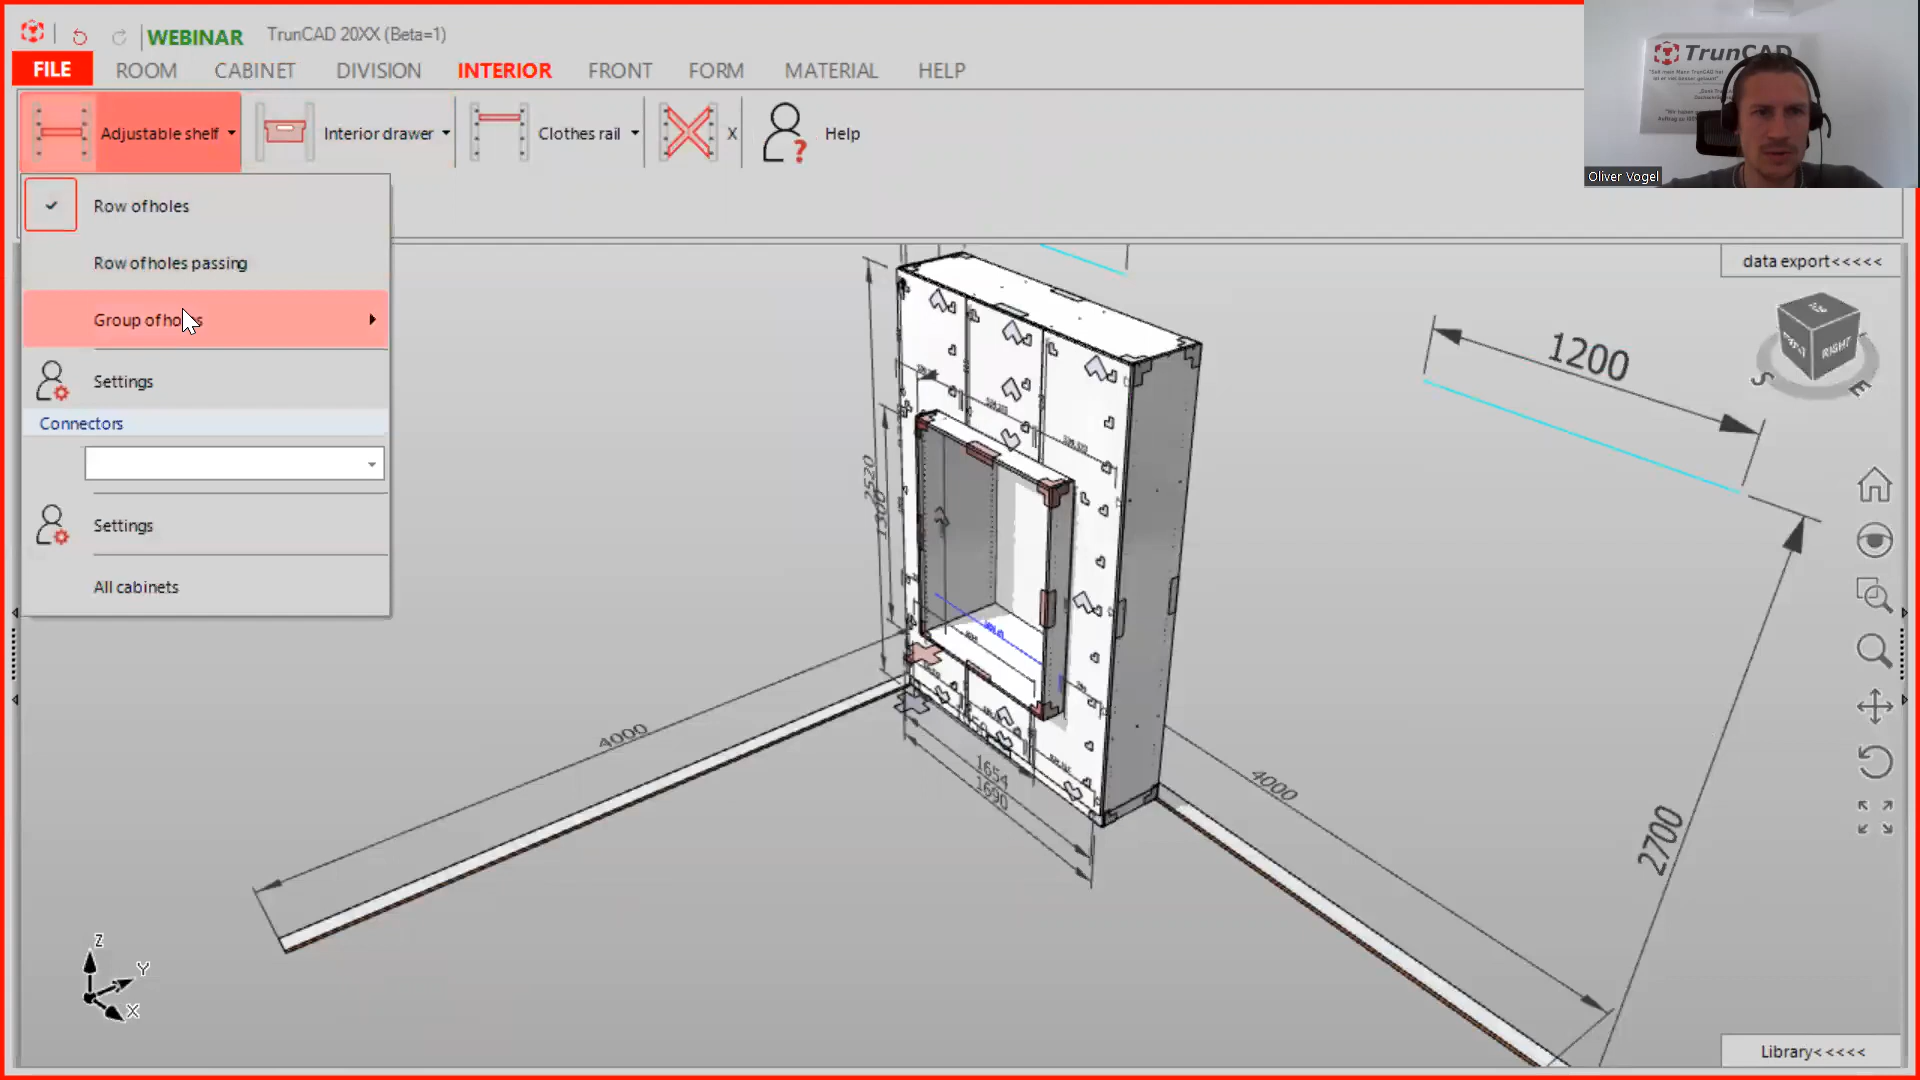 WEBINAR
TrunCAD 20XX (Beta=1)
FILE
ROOM
CABINET
DIVISION
INTERIOR
FRONT
FORM
MATERIAL
HELP
Adjustable shelf
Interior drawer
Clothes rail
X
Help
Row of holes
Row of holes passing
Group of ho s
Settings
Connectors
Settings
All cabinets
data export<<<<<
TrunCAD
Oliver Vogel
RIGHT
S
E
1200
2520
1300
4000
1654
1690
4000
2700
Z
Y
X
Library<<<<<